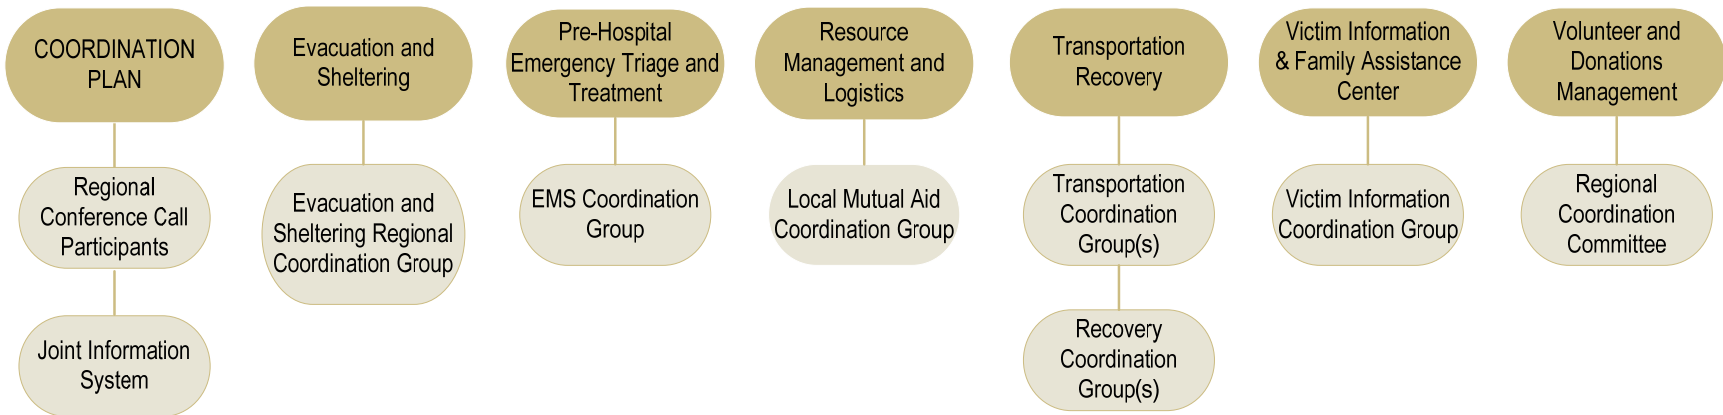 COORDINATION
PLAN
Evacuation and
Sheltering
Pre-Hospital
Emergency Triage and
Treatment
Resource
Management and
Logistics
Transportation
Recovery
Victim Information
& Family Assistance
Center
Volunteer and
Donations
Management
Regional
Conference Call
Participants
Evacuation and
Sheltering Regional
Coordination Group
EMS Coordination
Group
Local Mutual Aid
Coordination Group
Transportation
Coordination
Group(s)
Victim Information
Coordination Group
Regional
Coordination
Committee
Joint Information
System
Recovery
Coordination
Group(s)